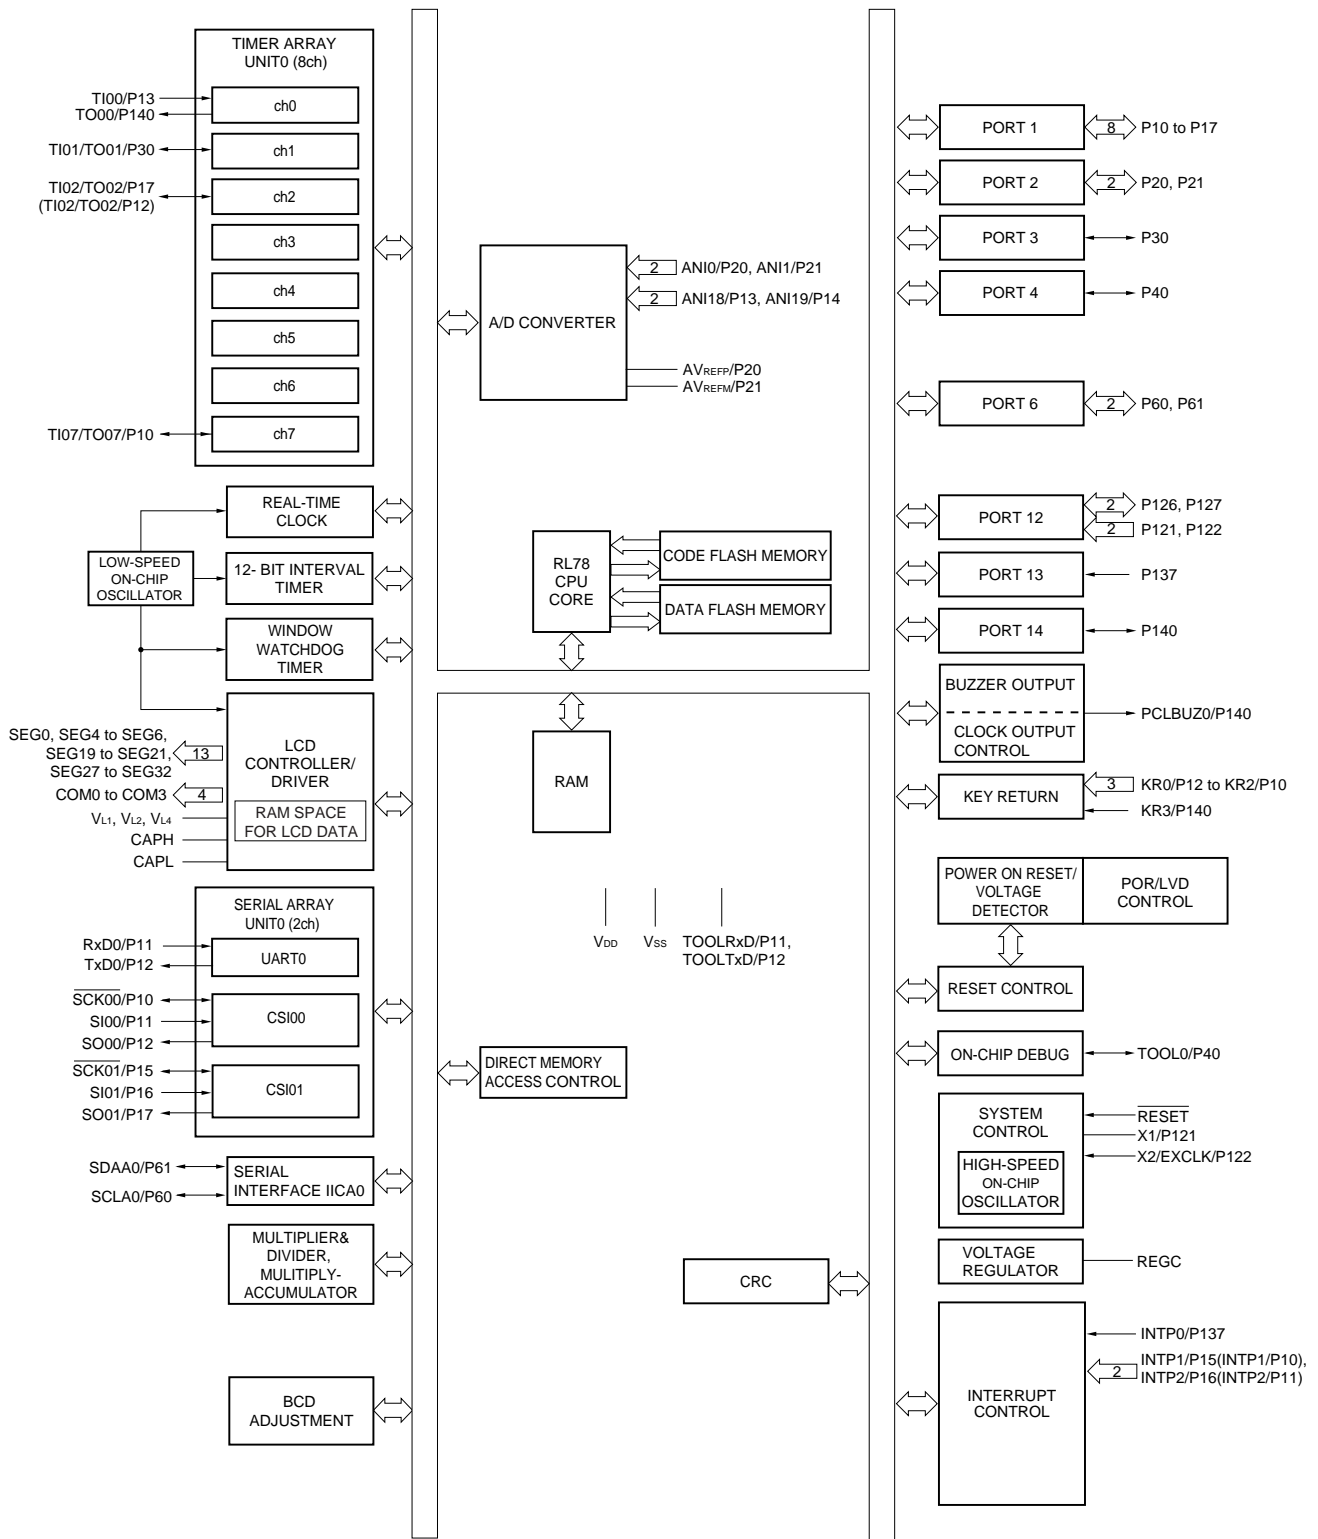 TIMER ARRAY
UNIT0 (8ch)
TI00/P13
TO00/P140
ch0
TI01/TO01/P30
ch1
TI02/TO02/P17
(TI02/TO02/P12)
ch2
ch3
ch4
ch5
ch6
TI07/TO07/P10
ch7
REAL-TIME
CLOCK
LOW-SPEED
ON-CHIP
OSCILLATOR
12- BIT INTERVAL
TIMER
WINDOW
WATCHDOG
TIMER
SEG0, SEG4 to SEG6,
SEG19 to SEG21,
SEG27 to SEG32
13
COM0 to COM3
4
VL1, VL2, VL4
CAPH
CAPL
LCD
CONTROLLER/
DRIVER
RAM SPACE
FOR LCD DATA
SERIAL ARRAY
UNIT0 (2ch)
RxD0/P11
TxD0/P12
UART0
SCK00/P10
SI00/P11
SO00/P12
CSI00
SCK01/P15
SI01/P16
SO01/P17
CSI01
SDAA0/P61
SCLA0/P60
SERIAL
INTERFACE IICA0
MULTIPLIER&
DIVIDER,
MULITIPLY-
ACCUMULATOR
BCD
ADJUSTMENT
A/D CONVERTER
2
ANI0/P20, ANI1/P21
2
ANI18/P13, ANI19/P14
AVREFP/P20
AVREFM/P21
RL78
CPU
CORE
CODE FLASH MEMORY
DATA FLASH MEMORY
RAM
VDD
VSS
TOOLRxD/P11,
TOOLTxD/P12
DIRECT MEMORY
ACCESS CONTROL
CRC
PORT 1
8
P10 to P17
PORT 2
2
P20, P21
PORT 3
P30
PORT 4
P40
PORT 6
2
P60, P61
PORT 12
2
P126, P127
2
P121, P122
PORT 13
P137
PORT 14
P140
BUZZER OUTPUT
CLOCK OUTPUT
CONTROL
PCLBUZ0/P140
KEY RETURN
3
KR0/P12 to KR2/P10
KR3/P140
POWER ON RESET/
VOLTAGE
DETECTOR
POR/LVD
CONTROL
RESET CONTROL
ON-CHIP DEBUG
TOOL0/P40
SYSTEM
CONTROL
HIGH-SPEED
ON-CHIP
OSCILLATOR
RESET
X1/P121
X2/EXCLK/P122
VOLTAGE
REGULATOR
REGC
INTERRUPT
CONTROL
INTP0/P137
2
INTP1/P15(INTP1/P10),
INTP2/P16(INTP2/P11)